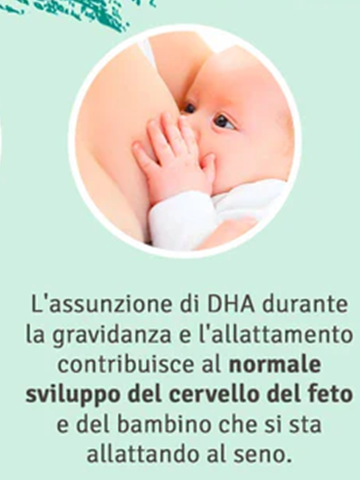 L'assunzione di DHA durante
la gravidanza e l'allattamento
contribuisce al normale
sviluppo del cervello del feto
e del bambino che si sta
allattando al seno.